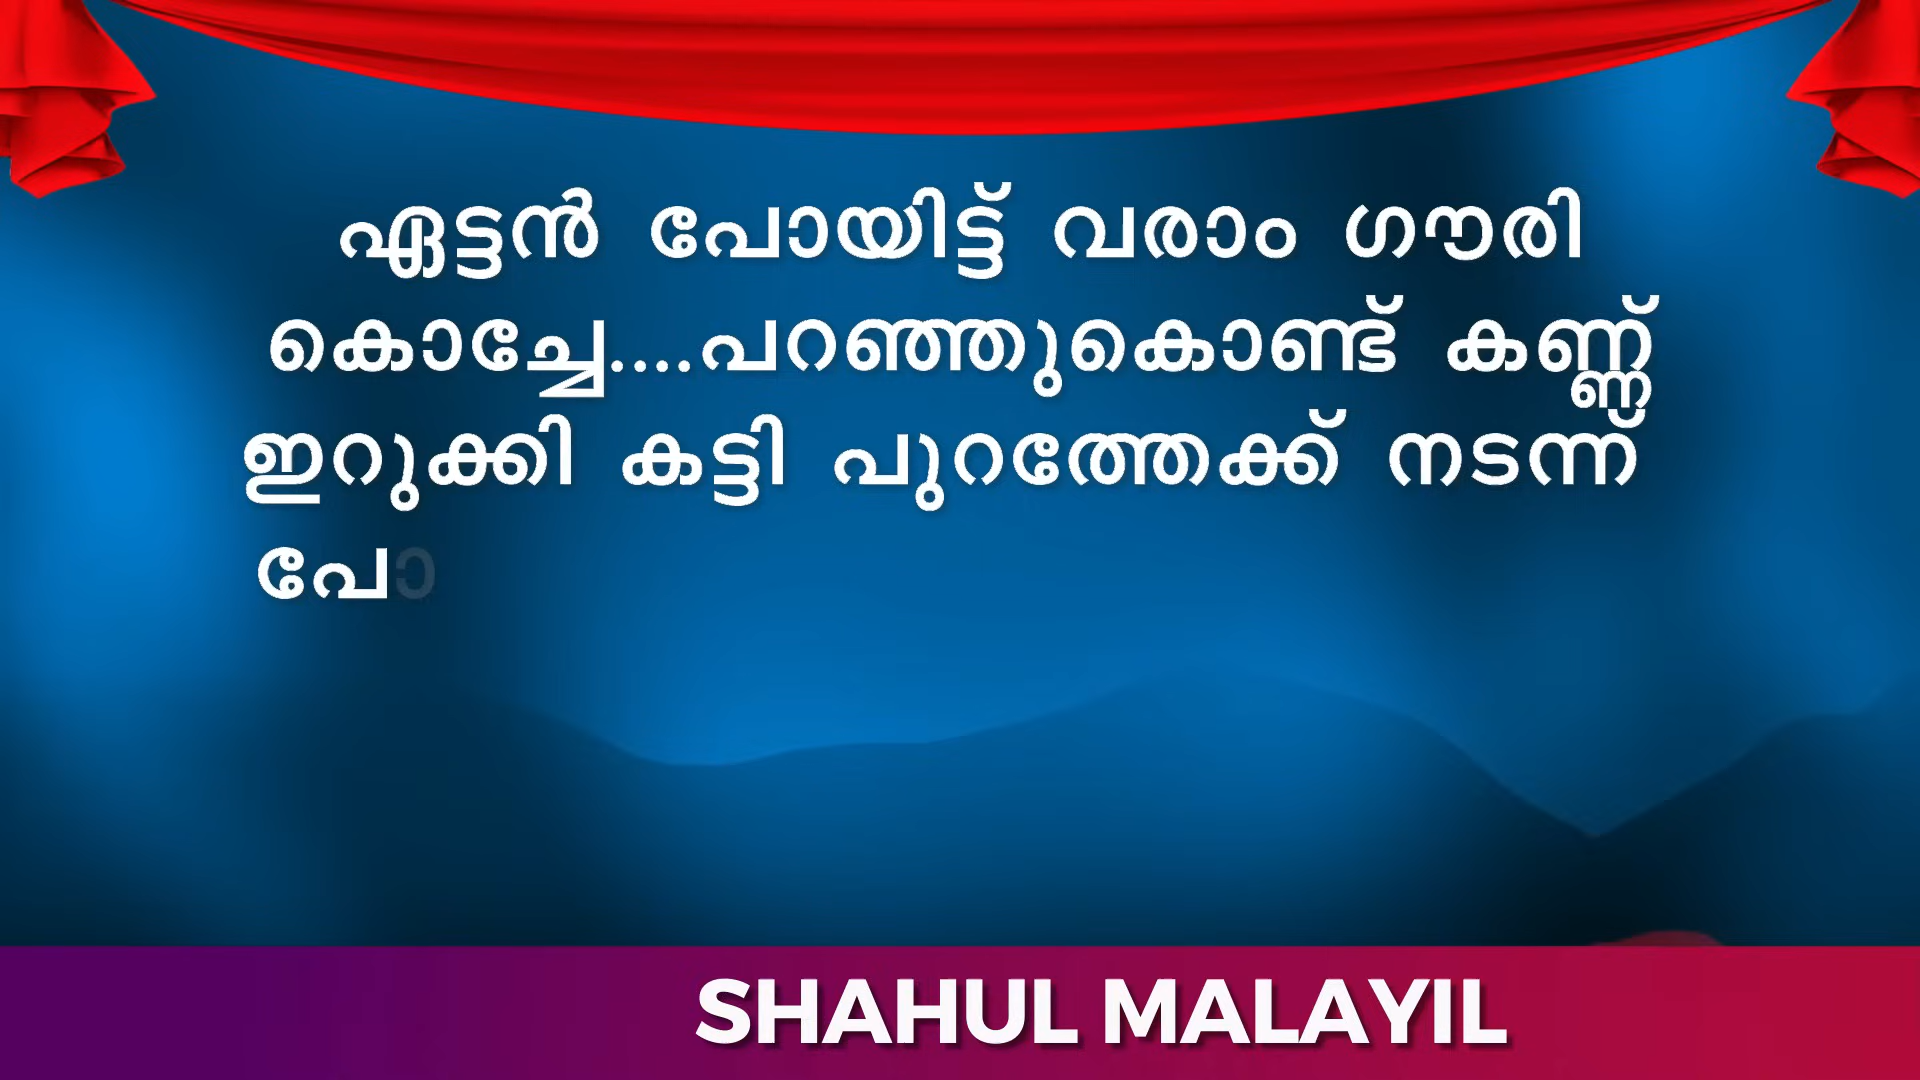 ഏട്ടൻ പോയിട്ട് വരാം ഗൗരി
കൊച്ചേ....പറഞ്ഞുകൊണ്ട് കണ്ണ്
ഇറുക്കി കട്ടി പുറത്തേക്ക് നടന്ന്
പോ
SHAHUL MALAYIL